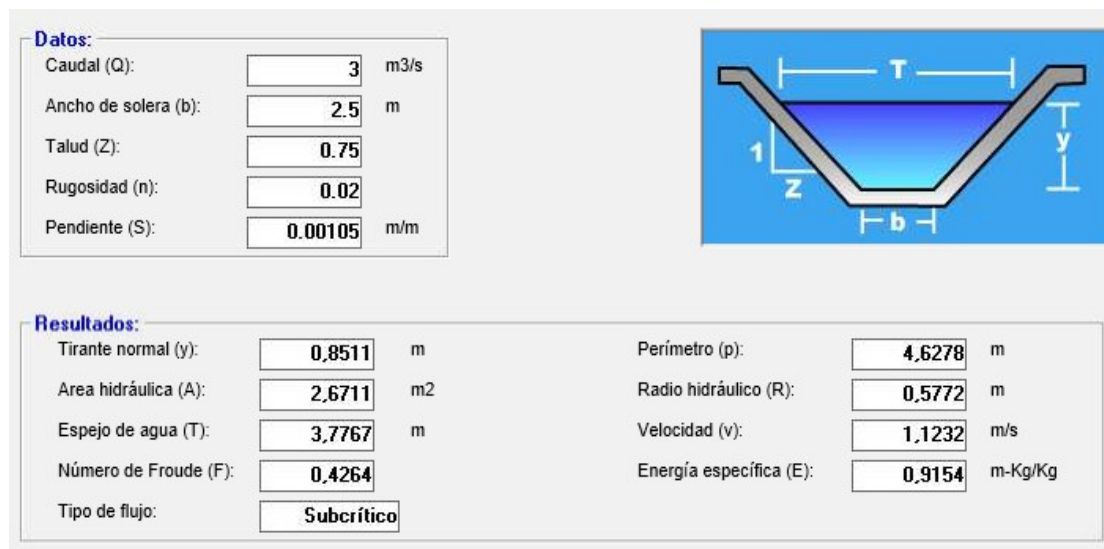 Datos:
Caudal (Q): 3 m3/s
Ancho de solera (b): 2.5 m
Talud (Z): 0.75
Rugosidad (n): 0.02
Pendiente (S): 0.00105 m/m
T
y
1
Z
b
Resultados:
Tirante normal (y): 0,8511 m Perímetro (p): 4,6278 m
Area hidráulica (A): 2,6711 m2 Radio hidráulico (R): 0,5772 m
Espejo de agua (T): 3,7767 m Velocidad (v): 1,1232 m/s
Número de Froude (F): 0,4264 Energía específica (E): 0,9154 m-Kg/Kg
Tipo de flujo: Subcrítico